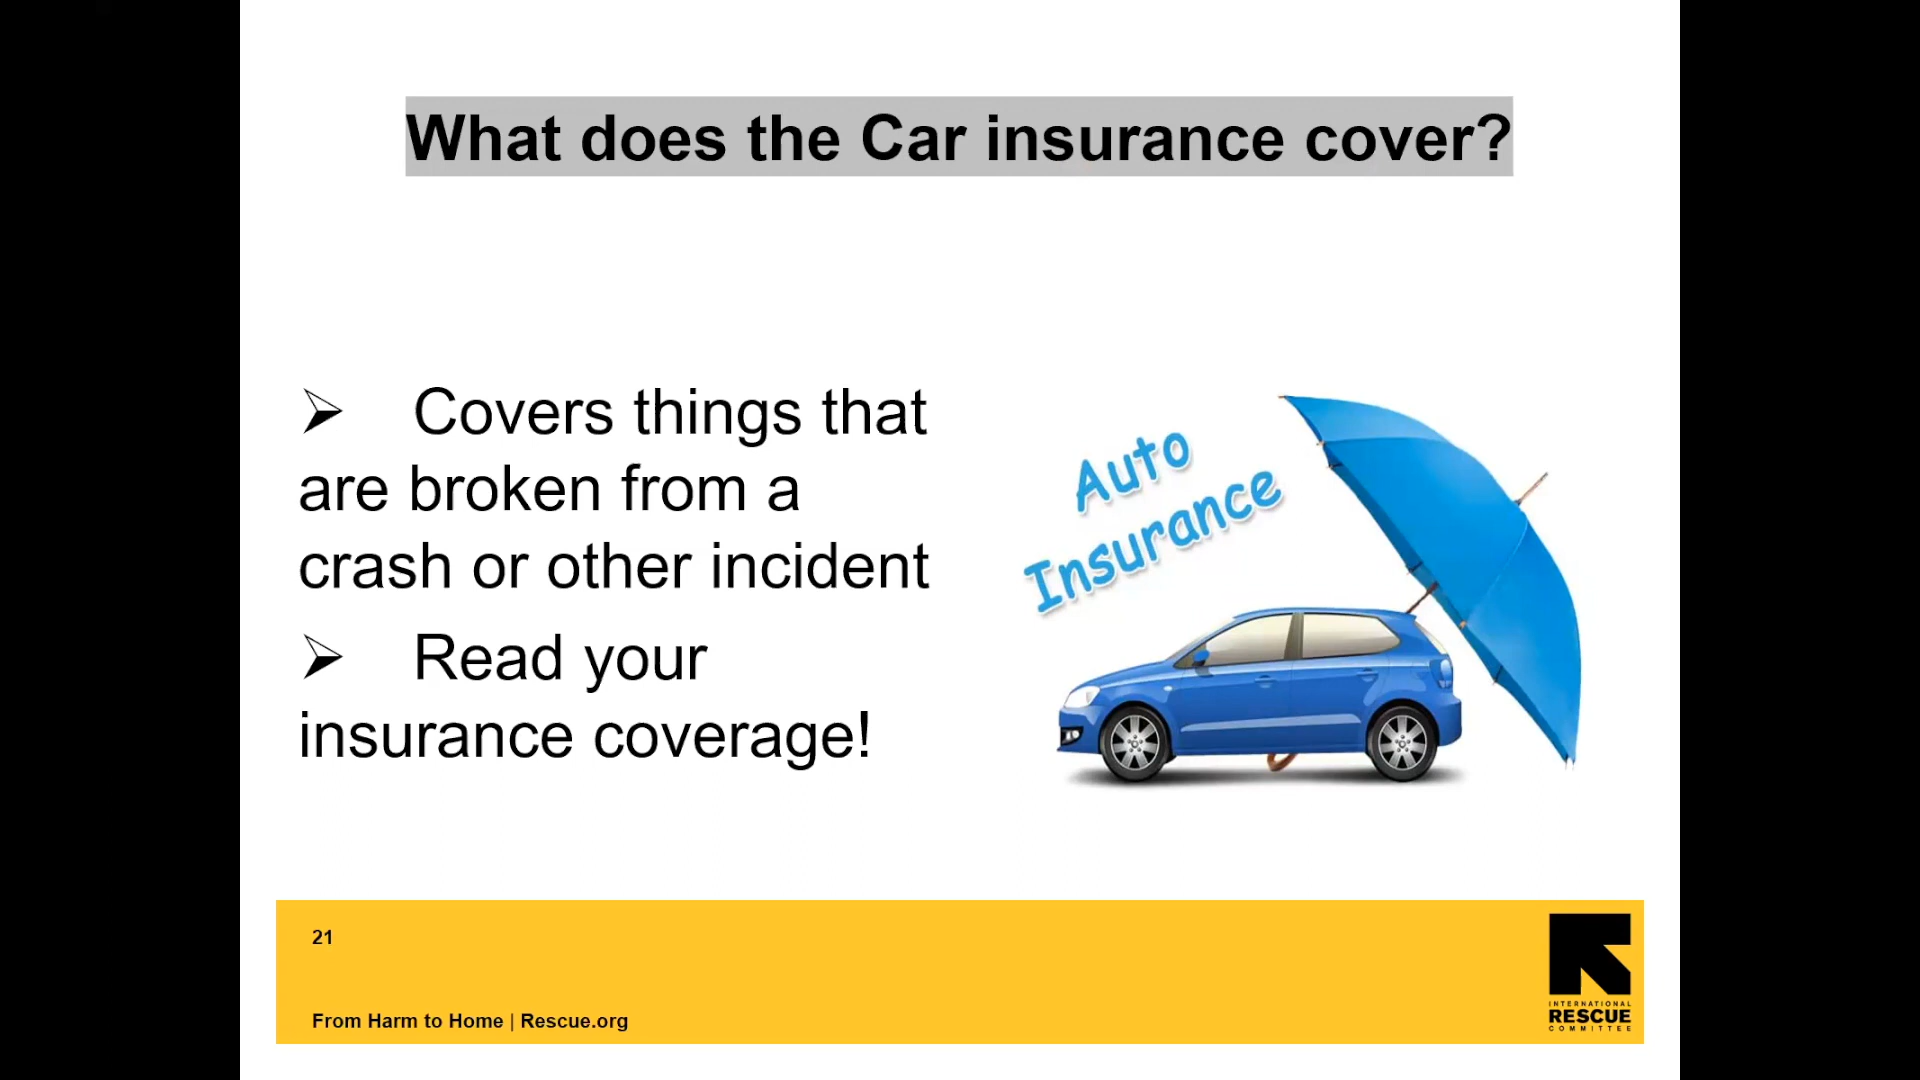 What does the Car insurance cover?
➢ Covers things that
are broken from a
crash or other incident
➢ Read your
insurance coverage!
Auto
Insurance
21
From Harm to Home | Rescue.org
INTERNATIONAL
RESCUE
COMMITTEE